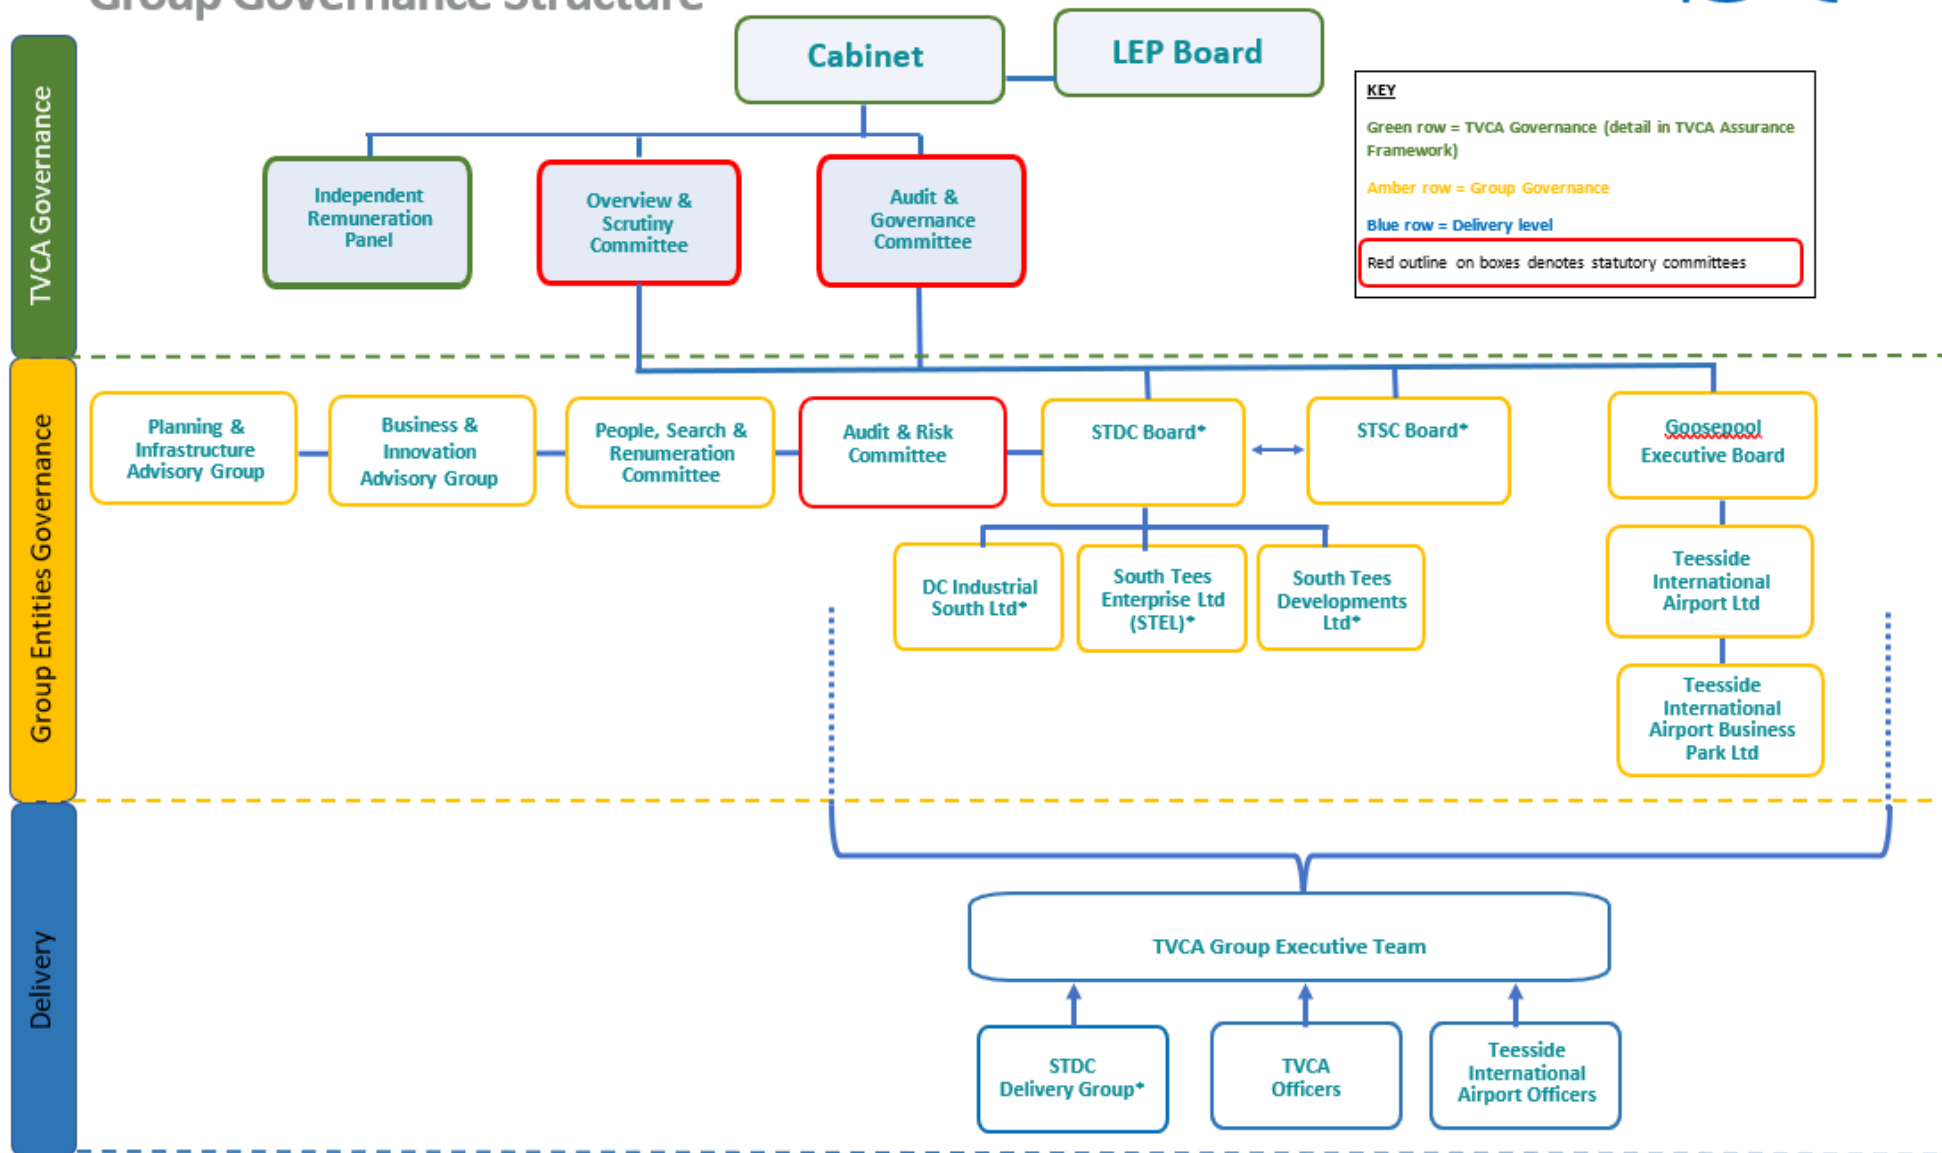 Group Governance Structure
Cabinet
LEP Board
KEY
Green row = TVCA Governance (detail in TVCA Assurance
Framework)
Amber row = Group Governance
Blue row = Delivery level
Red outline on boxes denotes statutory committees
TVCA Governance
Independent
Remuneration
Panel
Overview &
Scrutiny
Committee
Audit &
Governance
Committee
Group Entities Governance
Planning &
Infrastructure
Advisory Group
Business &
Innovation
Advisory Group
People, Search &
Renumeration
Committee
Audit & Risk
Committee
STDC Board*
STSC Board*
Goosepool
Executive Board
DC Industrial
South Ltd*
South Tees
Enterprise Ltd
(STEL)*
South Tees
Developments
Ltd*
Teesside
International
Airport Ltd
Teesside
International
Airport Business
Park Ltd
Delivery
TVCA Group Executive Team
STDC
Delivery Group*
TVCA
Officers
Teesside
International
Airport Officers